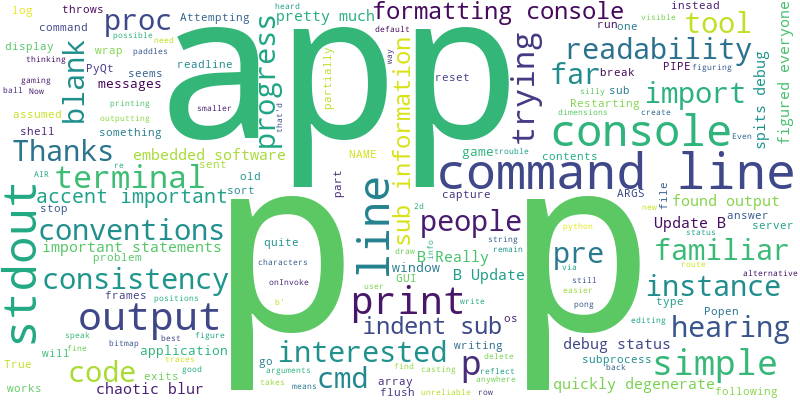 log
throws
command
proc
Attempting
heard
pretty much
possible
need
formatting console
default
run
one
instead
visible
figured everyone
tool
display
wrap
thinking
PyQt
paddles
gaming
ball
Now
messages
seems
blank
readline
app
progress
that'd
partially
way
reset
smaller
trying
readability
far
break
PIPE
figuring
silly
sub
import
Restarting
dimensions
create
spits debug
assumed
printing
outputting
shell
something
Thanks
embedded software
sent
NAME
sub information
game
trouble
console
contents
Even
terminal
re
AIR
old
sort
part
command line
accent important
stop
capture
ARGS
file
new
found output
answer
server
stdout
conventions
important statements
problem
consistency
frames
positions
output
quite
characters
onInvoke
b'
p p
line
2d
draw
info
people
B Really
window
GUI
user
B Update
string
remain
python
pre
via
still
easier
pong
Update B
status
route
alternative
familiar
instance
type
editing
Popen
hearing
print
write
indent sub
os
writing
debug status
subprocess
back
speak
figure
bitmap
best
will
fine
application
traces
interested
True
code
exits
good
works
chaotic blur
go
arguments
takes
means
cmd
array
flush
find
casting
unreliable
row
p
delete
reflect
anywhere
simple
quickly degenerate
following